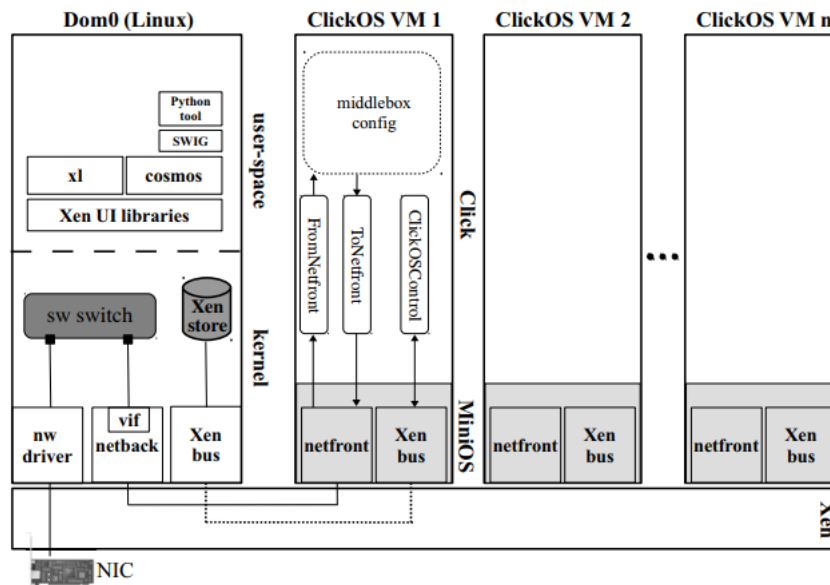 Dom0 (Linux)
ClickOS VM 1
ClickOS VM 2
ClickOS VM n
Python
tool
SWIG
xl
cosmos
Xen UI libraries
user-space
sw switch
Xen
store
kernel
nw
driver
vif
netback
Xen
bus
middlebox
config
FromNetfront
ToNetfront
ClickOSControl
Click
netfront
Xen
bus
MiniOS
netfront
Xen
bus
netfront
Xen
bus
Xen
NIC